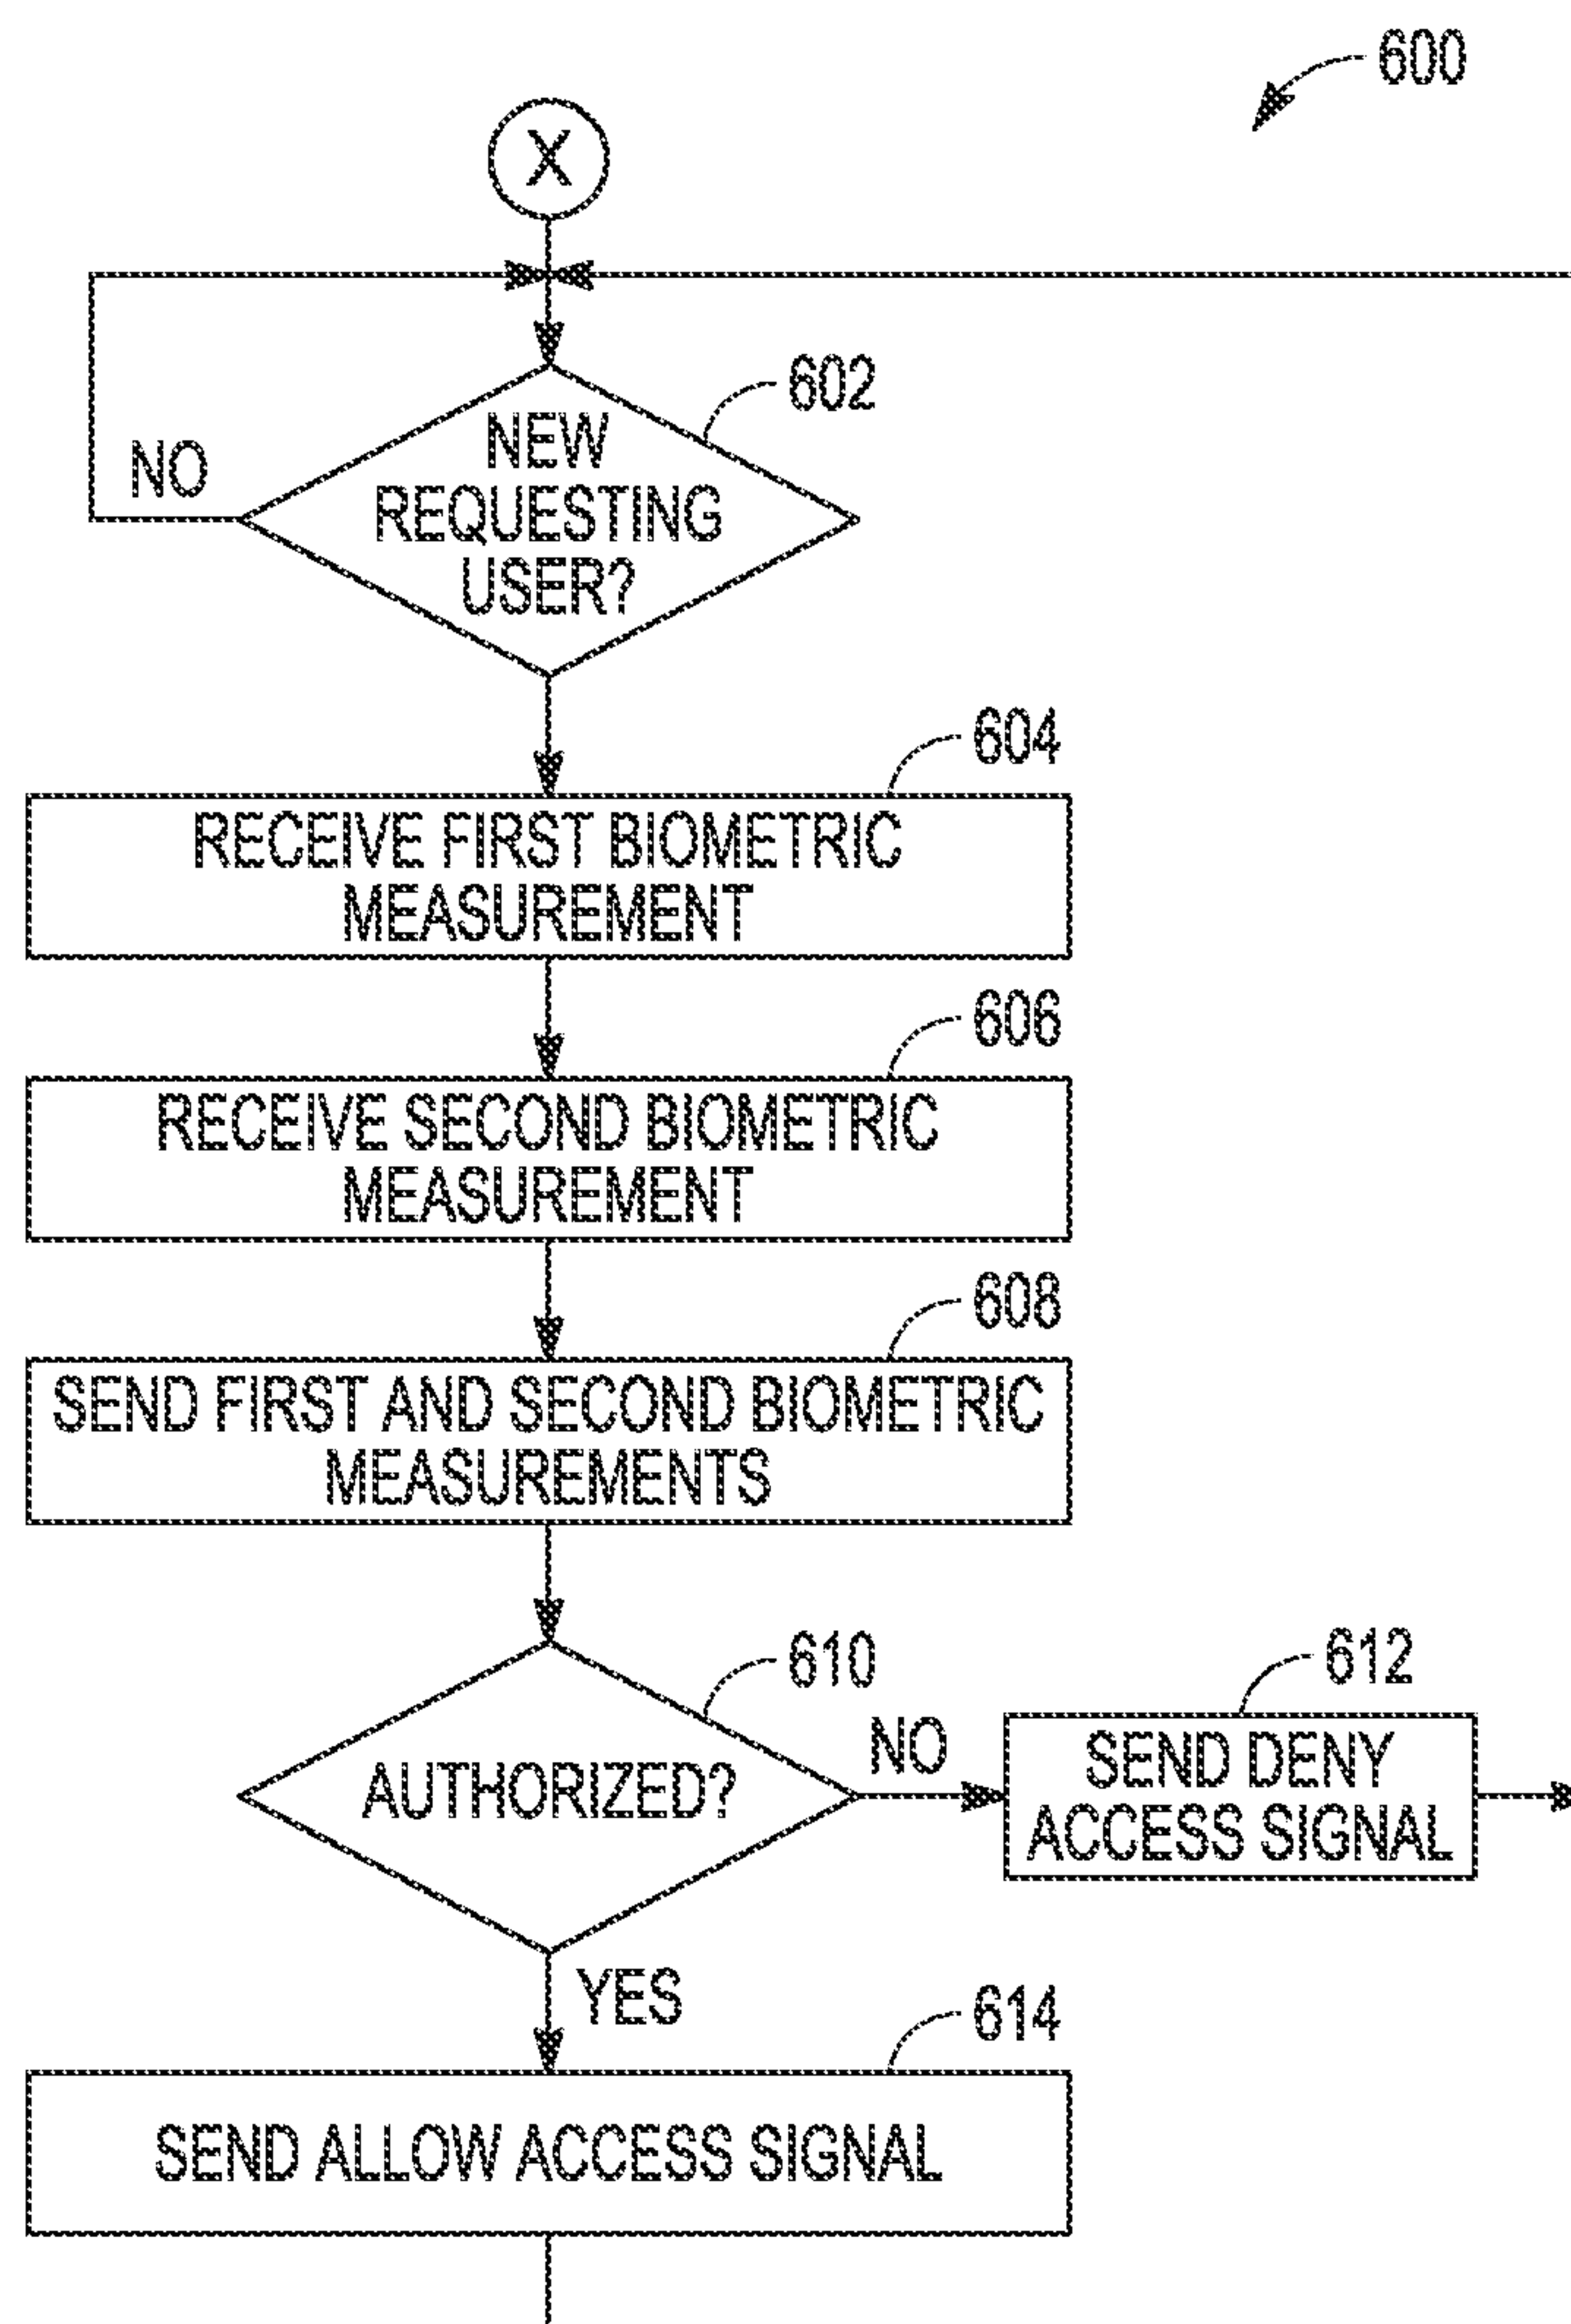 600
X
602
NEW
REQUESTING
USER?
NO
604
RECEIVE FIRST BIOMETRIC
MEASUREMENT
606
RECEIVE SECOND BIOMETRIC
MEASUREMENT
608
SEND FIRST AND SECOND BIOMETRIC
MEASUREMENTS
610
AUTHORIZED?
NO
612
SEND DENY
ACCESS SIGNAL
YES
614
SEND ALLOW ACCESS SIGNAL